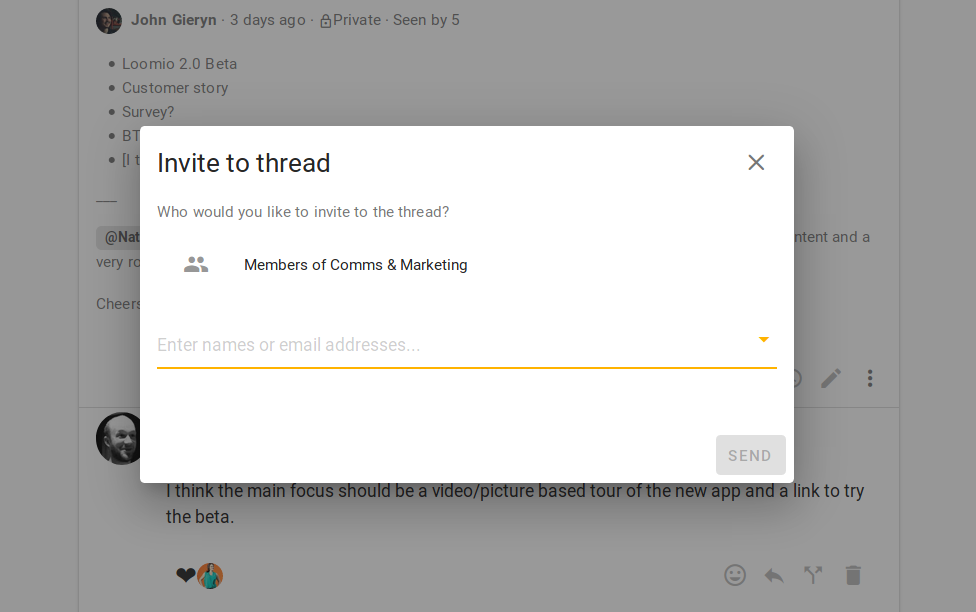 John Gieryn · 3 days ago · Private · Seen by 5
• Loomio 2.0 Beta
• Customer story
• Survey?
• BT
• [I t
Invite to thread
Who would you like to invite to the thread?
@Nat
ntent and a
very ro
Members of Comms & Marketing
Cheers
Enter names or email addresses...
SEND
I think the main focus should be a video/picture based tour of the new app and a link to try
the beta.